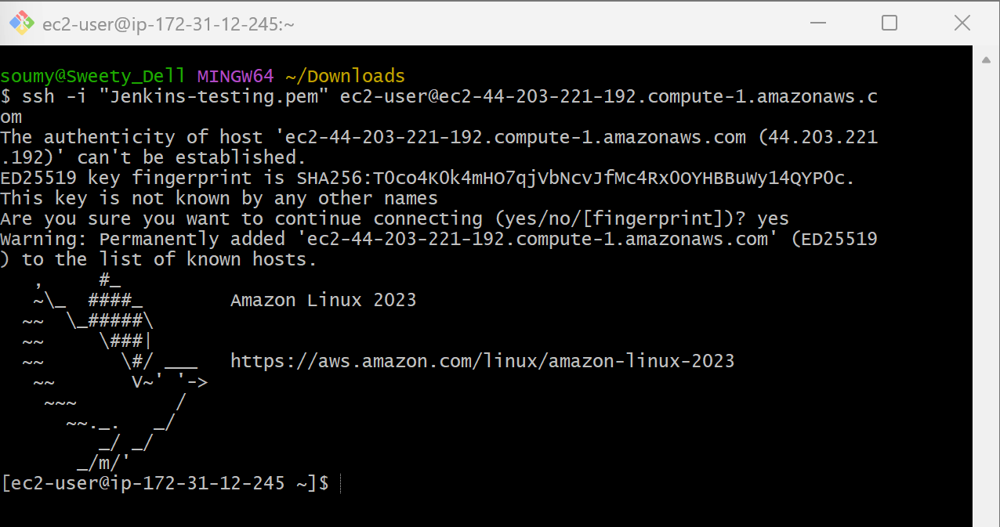 ec2-user@ip-172-31-12-245:~
soumy@Sweety_Dell MINGW64 ~/Downloads
$ ssh -i "Jenkins-testing.pem" ec2-user@ec2-44-203-221-192.compute-1.amazonaws.c
om
The authenticity of host 'ec2-44-203-221-192.compute-1.amazonaws.com (44.203.221
.192)' can't be established.
ED25519 key fingerprint is SHA256:T0co4K0k4mHO7qjVbNcvJfMc4Rx0OYHBBuWy14QYP0c.
This key is not known by any other names
Are you sure you want to continue connecting (yes/no/[fingerprint])? yes
Warning: Permanently added 'ec2-44-203-221-192.compute-1.amazonaws.com' (ED25519
) to the list of known hosts.
   ,     #_
   ~\_  ####_        Amazon Linux 2023
  ~~  \_#####\
  ~~     \###|
  ~~       \#/ ___   https://aws.amazon.com/linux/amazon-linux-2023
   ~~       V~' '->
    ~~~         /
      ~~._.   _/
         _/ _/
       _/m/'
[ec2-user@ip-172-31-12-245 ~]$